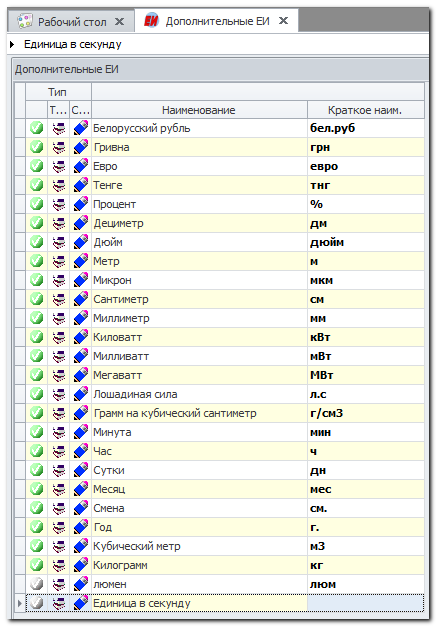 Рабочий стол
ЕИ Дополнительные ЕИ
Единица в секунду
Дополнительные ЕИ
Тип
Т... С... Наименование Краткое наим.
Белорусский рубль бел.руб
Гривна грн
Евро евро
Тенге тнг
Процент %
Дециметр дм
Дюйм дюйм
Метр м
Микрон мкм
Сантиметр см
Миллиметр мм
Киловатт кВт
Милливатт мВт
Мегаватт МВт
Лошадиная сила л.с
Грамм на кубический сантиметр г/см3
Минута мин
Час ч
Сутки дн
Месяц мес
Смена см.
Год г.
Кубический метр м3
Килограмм кг
люмен люм
Единица в секунду